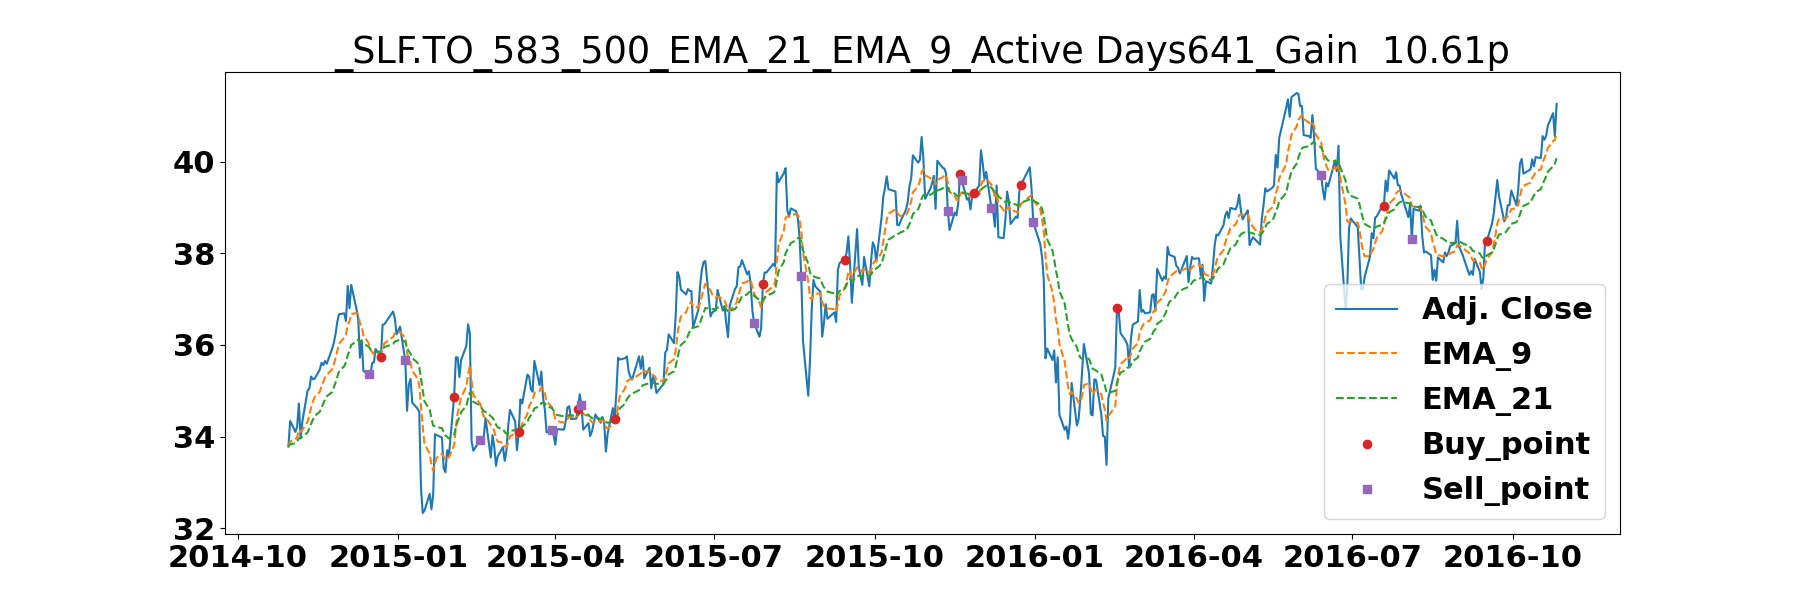 _SLF.TO_583_500_EMA_21_EMA_9_Active Days641_Gain  10.61p
40
38
36
34
32
2014-10 2015-01 2015-04 2015-07 2015-10 2016-01 2016-04 2016-07 2016-10
Adj. Close
EMA_9
EMA_21
Buy_point
Sell_point